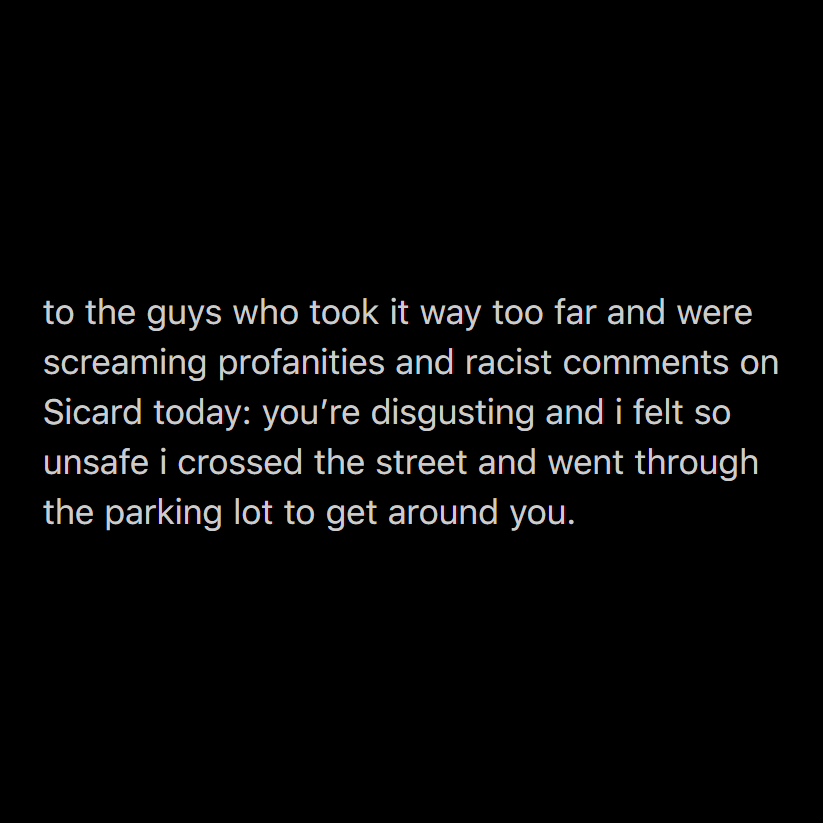 to the guys who took it way too far and were
screaming profanities and racist comments on
Sicard today: you’re disgusting and i felt so
unsafe i crossed the street and went through
the parking lot to get around you.